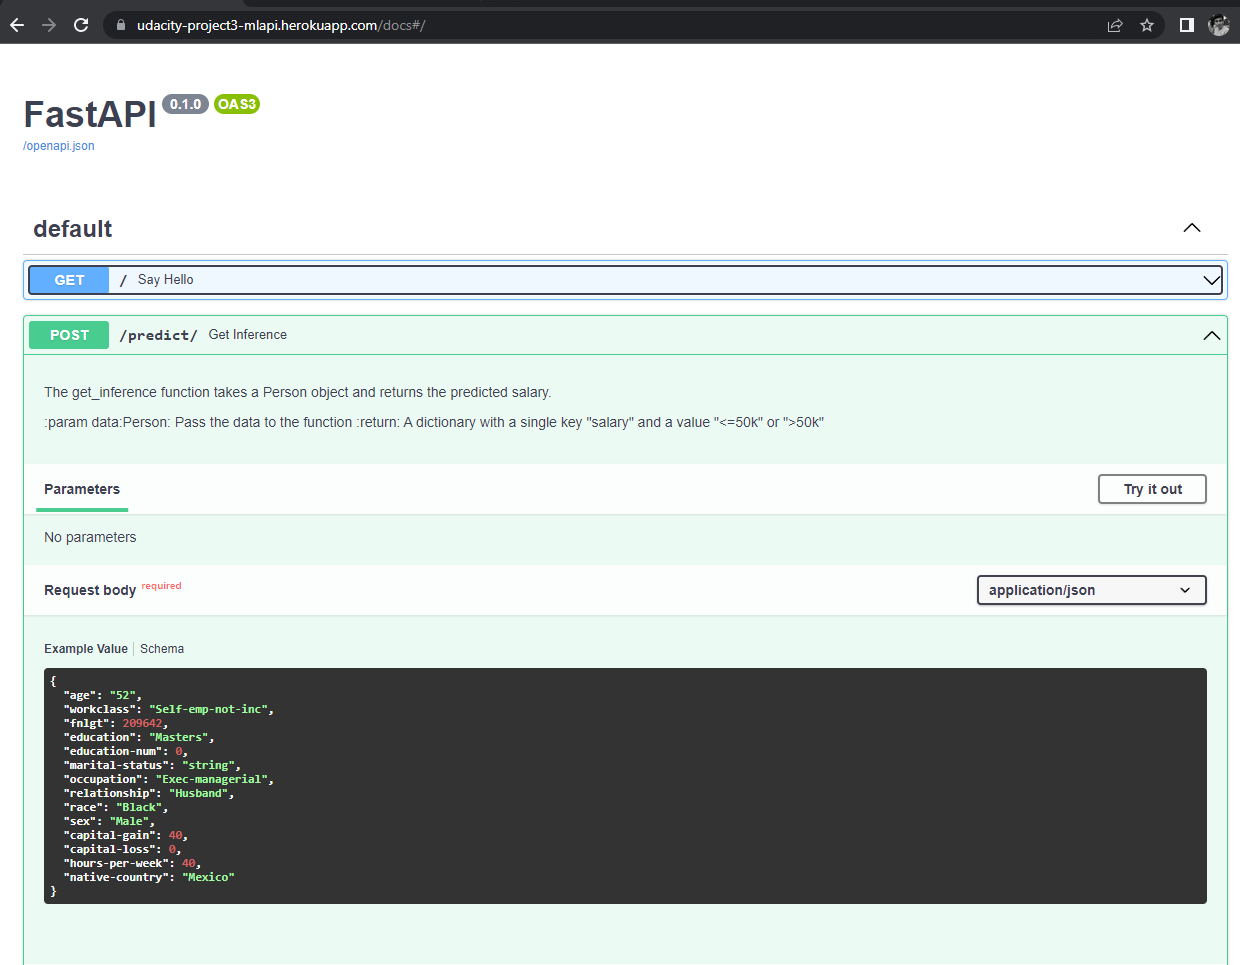 udacity-project3-mlapi.herokuapp.com/docs#/
FastAPI 0.1.0 OAS3
/openapi.json
default
GET / Say Hello
POST /predict/ Get Inference
The get_inference function takes a Person object and returns the predicted salary.
:param data:Person: Pass the data to the function :return: A dictionary with a single key "salary" and a value "<=50k" or ">50k"
Parameters Try it out
No parameters
Request body required application/json
Example Value Schema
{
"age": "52",
"workclass": "Self-emp-not-inc",
"fnlgt": 209642,
"education": "Masters",
"education-num": 0,
"marital-status": "string",
"occupation": "Exec-managerial",
"relationship": "Husband",
"race": "Black",
"sex": "Male",
"capital-gain": 40,
"capital-loss": 0,
"hours-per-week": 40,
"native-country": "Mexico"
}